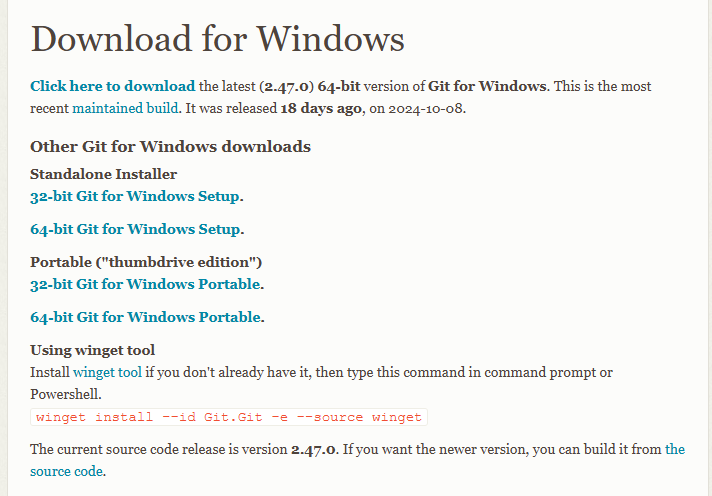 Download for Windows
Click here to download the latest (2.47.0) 64-bit version of Git for Windows. This is the most
recent maintained build. It was released 18 days ago, on 2024-10-08.
Other Git for Windows downloads
Standalone Installer
32-bit Git for Windows Setup.
64-bit Git for Windows Setup.
Portable ("thumbdrive edition")
32-bit Git for Windows Portable.
64-bit Git for Windows Portable.
Using winget tool
Install winget tool if you don't already have it, then type this command in command prompt or
Powershell.
winget install --id Git.Git -e --source winget
The current source code release is version 2.47.0. If you want the newer version, you can build it from the
source code.